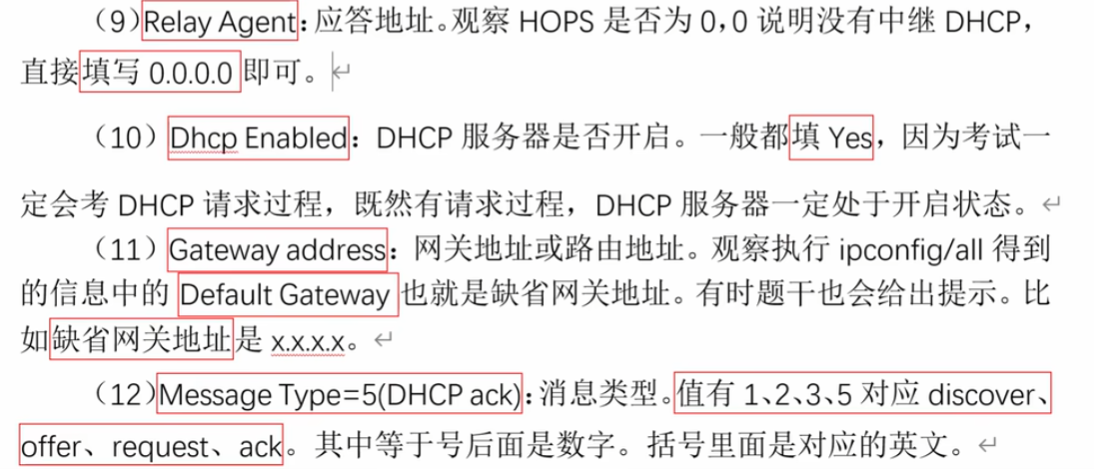 （9）Relay Agent：应答地址。观察 HOPS 是否为 0，0 说明没有中继 DHCP，
直接填写 0.0.0.0 即可。
（10）Dhcp Enabled：DHCP 服务器是否开启。一般都填 Yes，因为考试一
定会考 DHCP 请求过程，既然有请求过程，DHCP 服务器一定处于开启状态。
（11）Gateway address：网关地址或路由地址。观察执行 ipconfig/all 得到
的信息中的 Default Gateway 也就是缺省网关地址。有时题干也会给出提示。比
如缺省网关地址是 x.x.x.x。
（12）Message Type=5(DHCP ack)：消息类型。值有 1、2、3、5 对应 discover、
offer、request、ack。其中等于号后面是数字。括号里面是对应的英文。